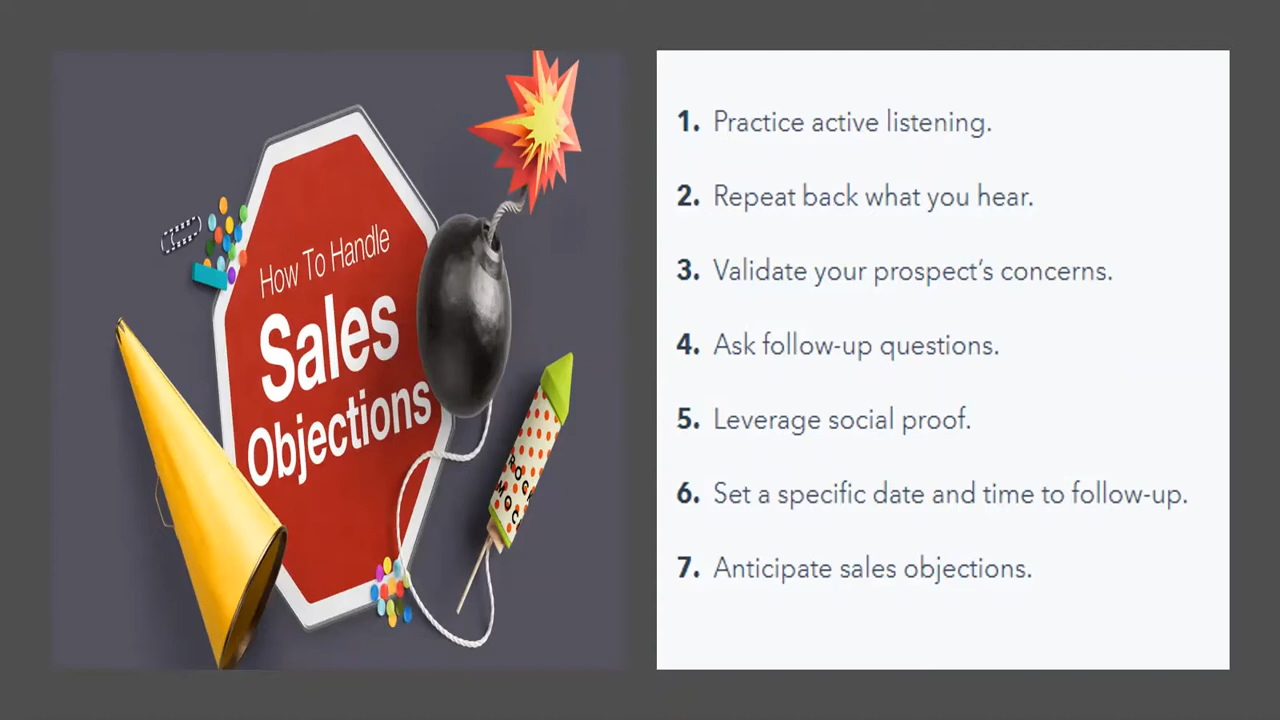 How To Handle
Sales
Objections
1. Practice active listening.
2. Repeat back what you hear.
3. Validate your prospect’s concerns.
4. Ask follow-up questions.
5. Leverage social proof.
6. Set a specific date and time to follow-up.
7. Anticipate sales objections.